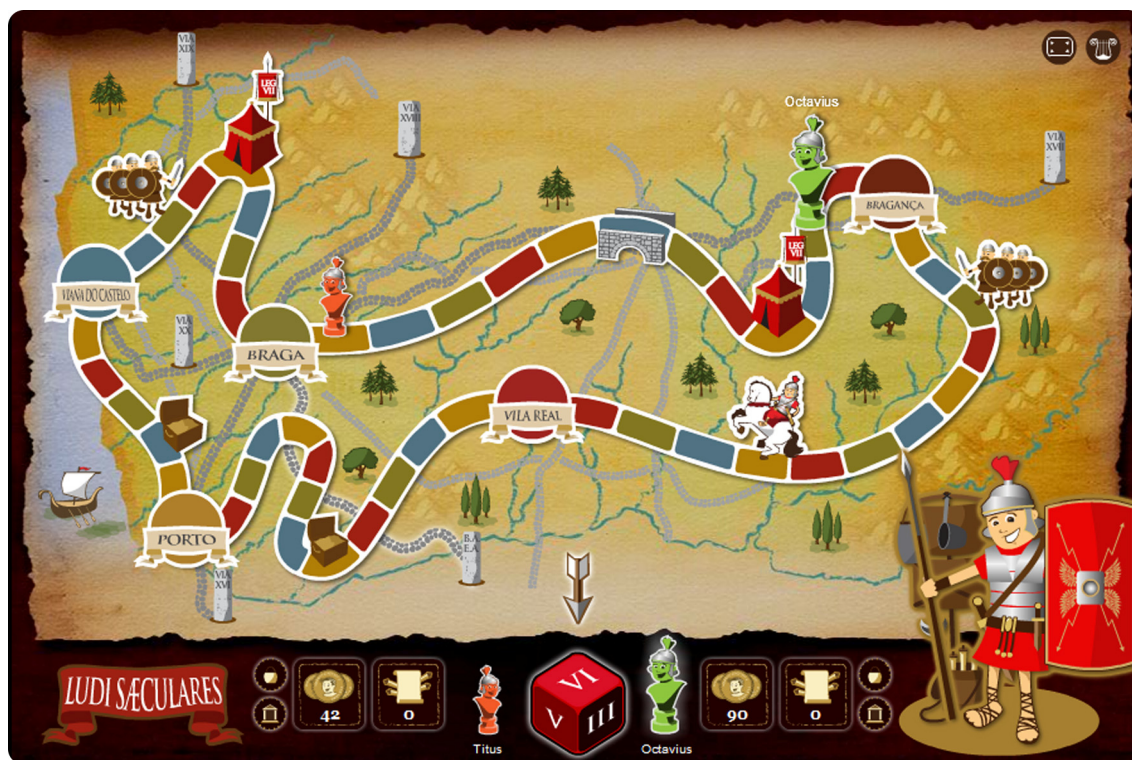 VIA
XIX
LEG
VII
VIA
XVIII
Octavius
VIA
XVII
BRAGANÇA
LEG
VII
VIANA DO CASTELO
VIA
XX
BRAGA
VILA REAL
PORTO
B.A
E.A
VIA
XVI
LUDI SÆCULARES
42
0
Titus
VI
V
III
Octavius
90
0